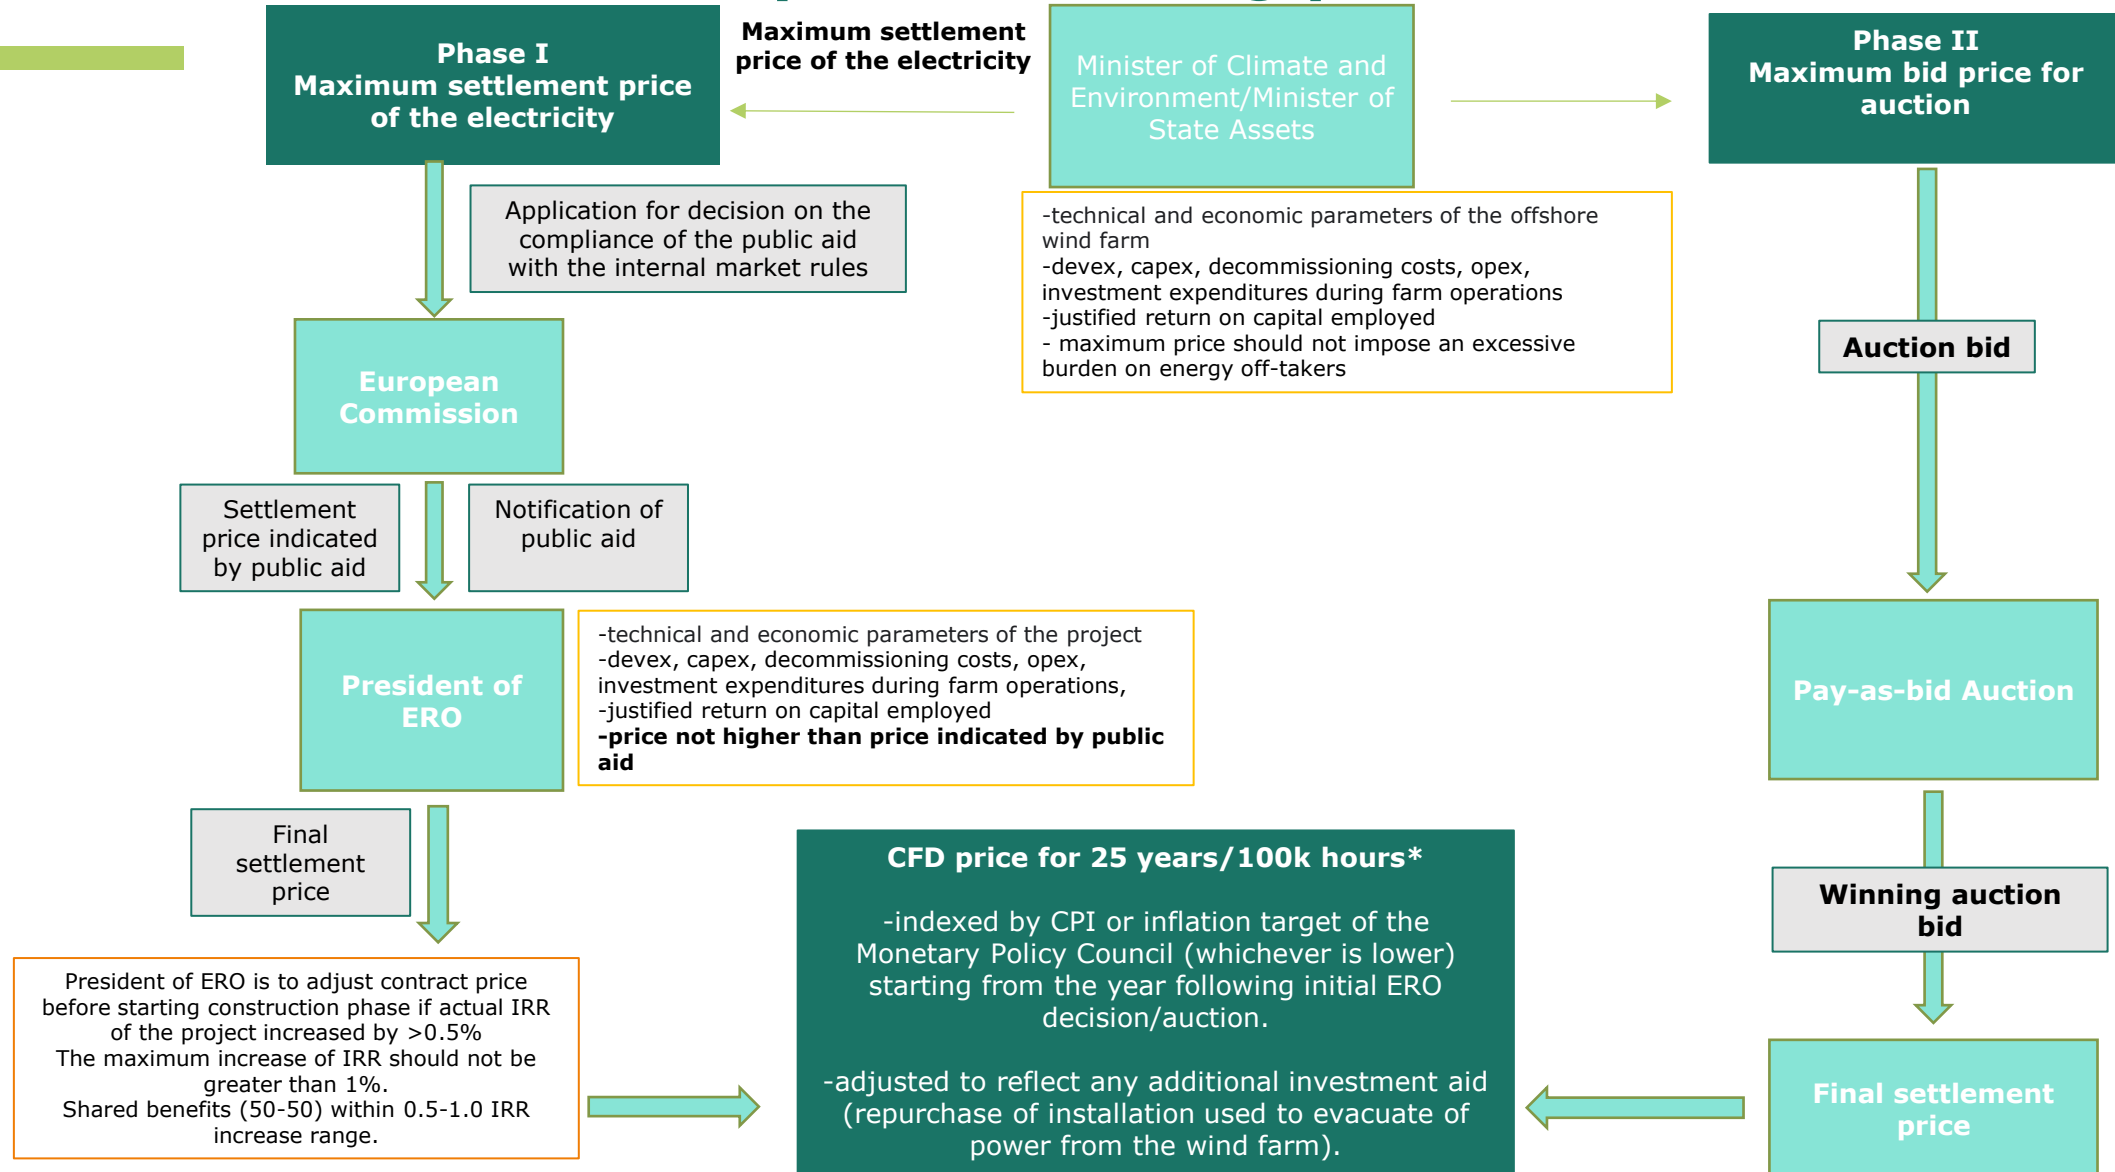 Phase I
Maximum settlement price
of the electricity
Maximum settlement
price of the electricity
Minister of Climate and
Environment/Minister of
State Assets
Phase II
Maximum bid price for
auction
Application for decision on the
compliance of the public aid
with the internal market rules
-technical and economic parameters of the offshore
wind farm
-devex, capex, decommissioning costs, opex,
investment expenditures during farm operations
-justified return on capital employed
- maximum price should not impose an excessive
burden on energy off-takers
Auction bid
European
Commission
Settlement
price indicated
by public aid
Notification of
public aid
President of
ERO
-technical and economic parameters of the project
-devex, capex, decommissioning costs, opex,
investment expenditures during farm operations,
-justified return on capital employed
-price not higher than price indicated by public
aid
Pay-as-bid Auction
Final
settlement
price
CFD price for 25 years/100k hours*
-indexed by CPI or inflation target of the
Monetary Policy Council (whichever is lower)
starting from the year following initial ERO
decision/auction.
-adjusted to reflect any additional investment aid
(repurchase of installation used to evacuate of
power from the wind farm).
Winning auction
bid
President of ERO is to adjust contract price
before starting construction phase if actual IRR
of the project increased by >0.5%
The maximum increase of IRR should not be
greater than 1%.
Shared benefits (50-50) within 0.5-1.0 IRR
increase range.
Final settlement
price